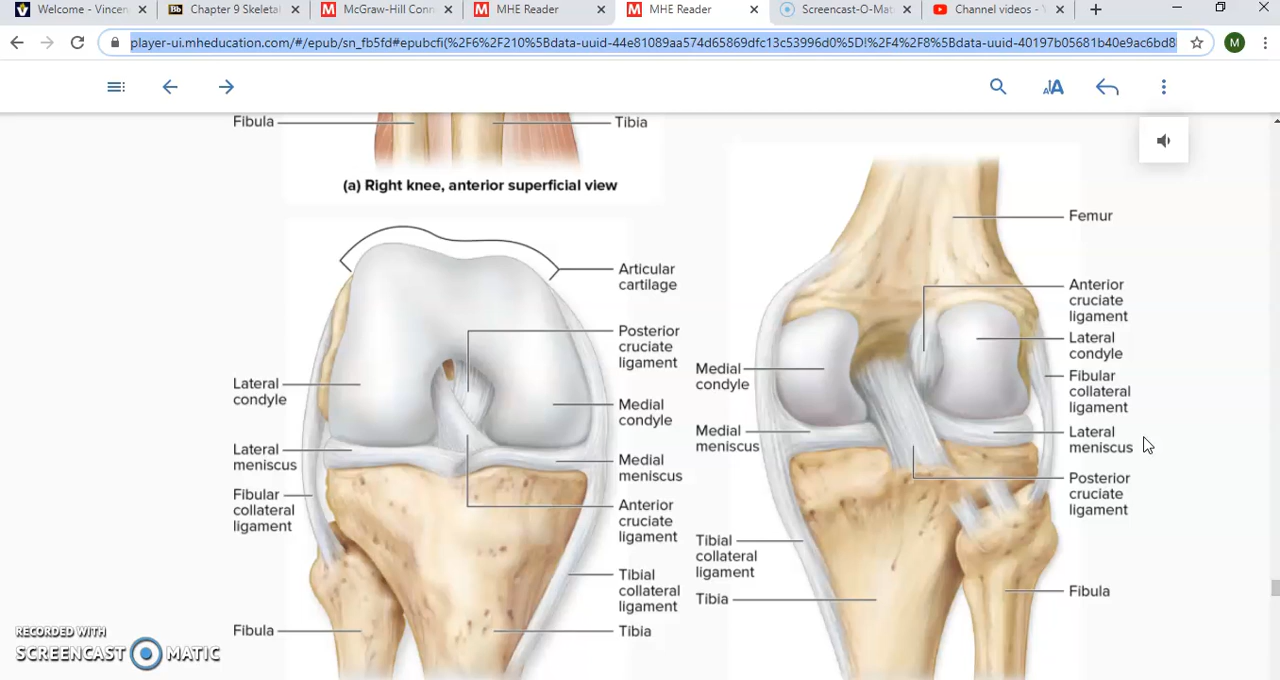 Welcome - Vincen
Chapter 9 Skeleta
McGraw-Hill Conn
MHE Reader
MHE Reader
Screencast-O-Mat
Channel videos - Y
player-ui.mheducation.com/#/epub/sn_fb5fd#epubcfi(%2F6%2F210%5Bdata-uuid-44e81089aa574d65869dfc13c53996d0%5D!%2F4%2F8%5Bdata-uuid-40197b05681b40e9ac6bd8
M
AA
Fibula
Tibia
(a) Right knee, anterior superficial view
Articular
cartilage
Posterior
cruciate
ligament
Lateral
condyle
Medial
condyle
Lateral
meniscus
Medial
meniscus
Fibular
collateral
ligament
Anterior
cruciate
ligament
Tibial
collateral
ligament
Fibula
Tibia
Femur
Anterior
cruciate
ligament
Lateral
condyle
Medial
condyle
Fibular
collateral
ligament
Medial
meniscus
Lateral
meniscus
Posterior
cruciate
ligament
Tibial
collateral
ligament
Tibia
Fibula
RECORDED WITH
SCREENCAST MATIC